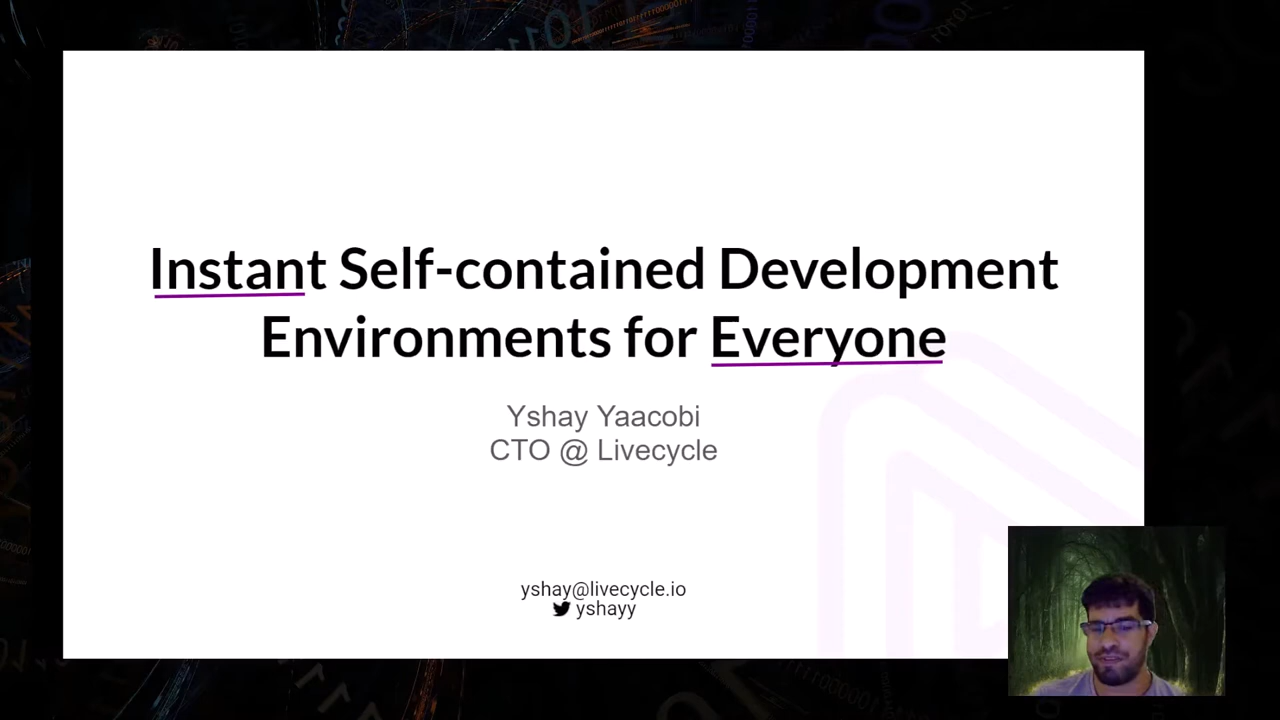 Instant Self-contained Development
Environments for Everyone
Yshay Yaacobi
CTO @ Livecycle
yshay@livecycle.io
yshayy